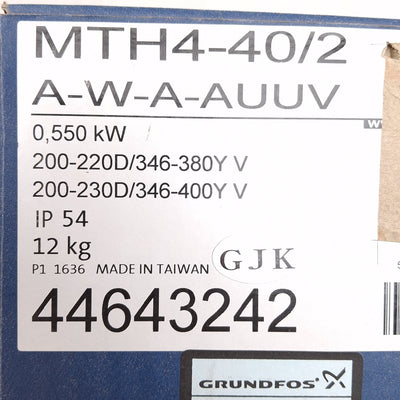 MTH4-40/2
A-W-A-AUUV
0,550 kW
200-220D/346-380Y V
200-230D/346-400Y V
IP 54
12 kg
P1 1636 MADE IN TAIWAN GJK
44643242
GRUNDFOS